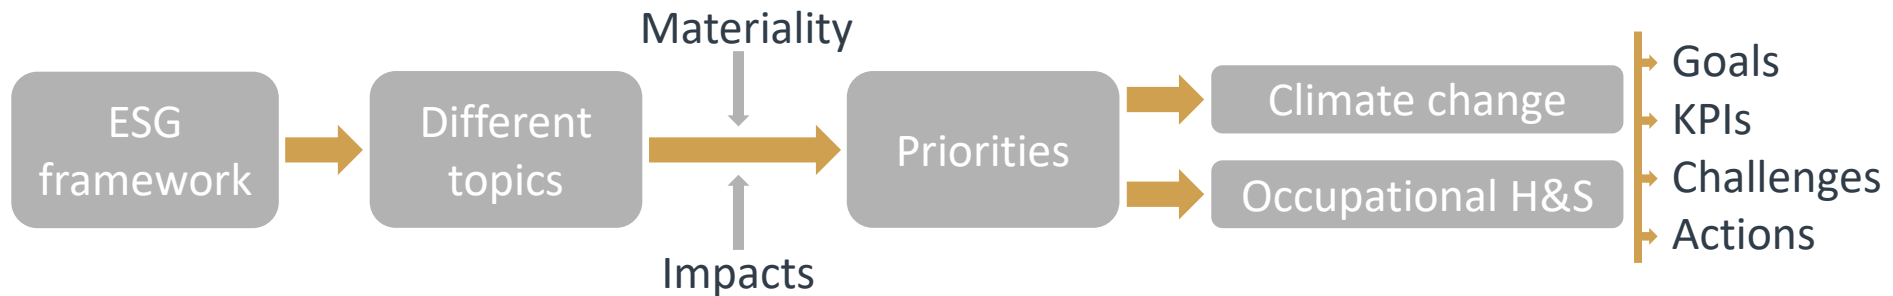 Materiality
ESG
framework
Different
topics
Priorities
Climate change
Occupational H&S
Impacts
Goals
KPIs
Challenges
Actions